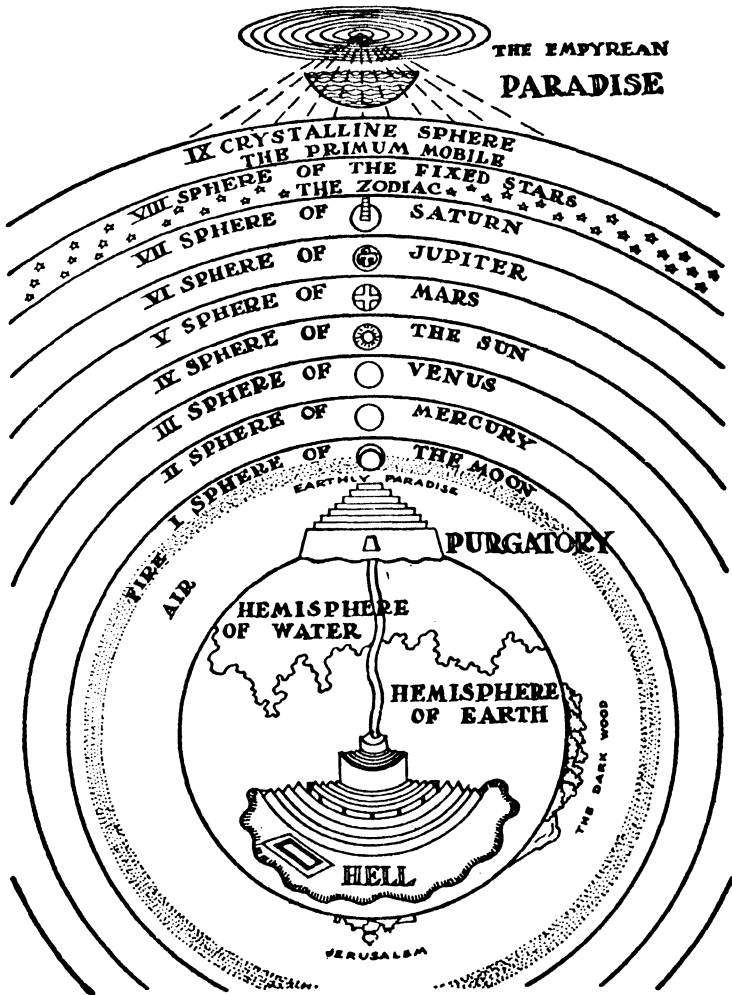 THE EMPYREAN
PARADISE
IX CRYSTALLINE SPHERE
THE PRIMUM MOBILE
VIII SPHERE OF THE FIXED STARS
THE ZODIAC
VII SPHERE OF SATURN
VI SPHERE OF JUPITER
V SPHERE OF MARS
IV SPHERE OF THE SUN
III SPHERE OF VENUS
II SPHERE OF MERCURY
I SPHERE OF THE MOON
EARTHLY PARADISE
PURGATORY
FIRE
AIR
HEMISPHERE
OF WATER
HEMISPHERE
OF EARTH
THE DARK WOOD
HELL
JERUSALEM